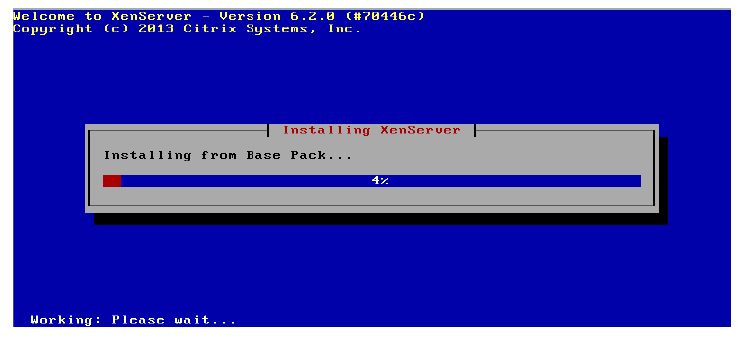 Welcome to XenServer - Version 6.2.0 (#70446c)
Copyright (c) 2013 Citrix Systems, Inc.
Installing XenServer
Installing from Base Pack...
4%
Working: Please wait...